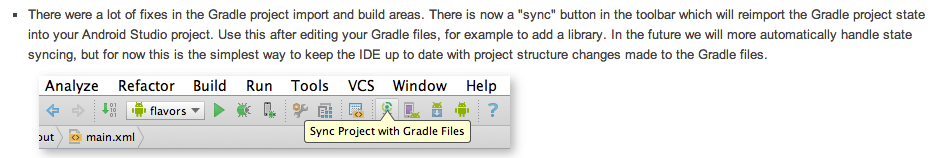 There were a lot of fixes in the Gradle project import and build areas. There is now a "sync" button in the toolbar which will reimport the Gradle project state
into your Android Studio project. Use this after editing your Gradle files, for example to add a library. In the future we will more automatically handle state
syncing, but for now this is the simplest way to keep the IDE up to date with project structure changes made to the Gradle files.
Analyze Refactor Build Run Tools VCS Window Help
flavors
Sync Project with Gradle Files
out main.xml